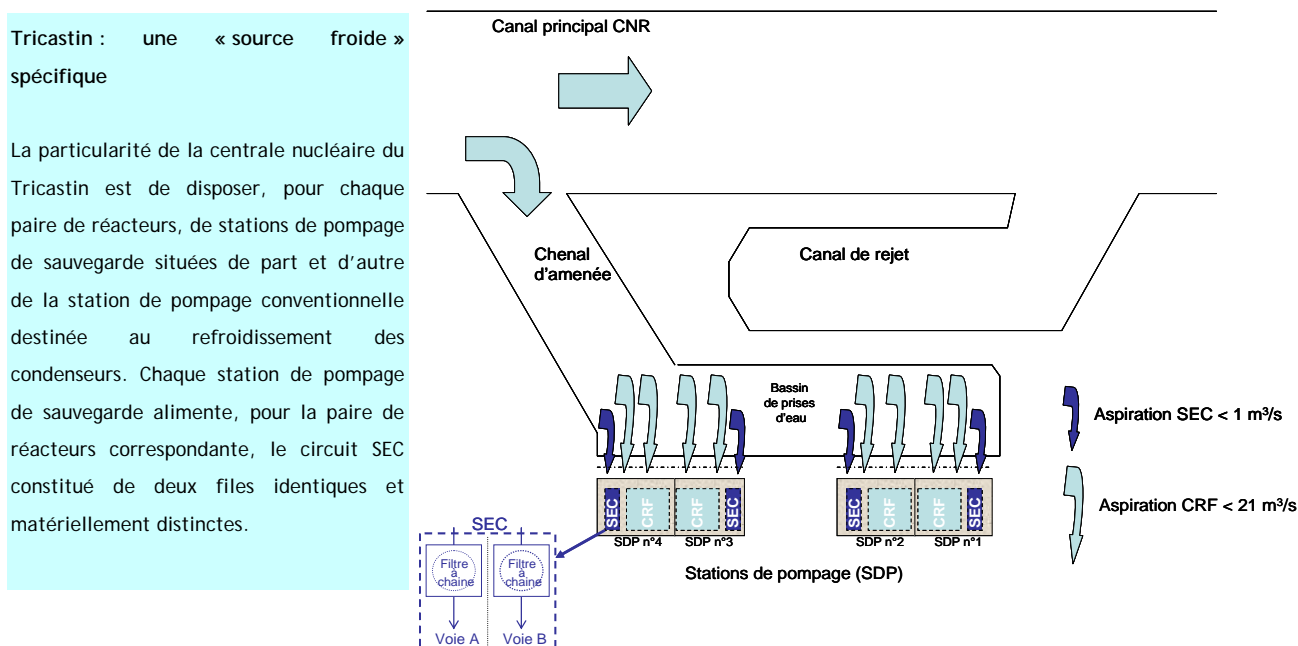 Tricastin : une « source froide »
spécifique
La particularité de la centrale nucléaire du
Tricastin est de disposer, pour chaque
paire de réacteurs, de stations de pompage
de sauvegarde situées de part et d'autre
de la station de pompage conventionnelle
destinée au refroidissement des
condenseurs. Chaque station de pompage
de sauvegarde alimente, pour la paire de
réacteurs correspondante, le circuit SEC
constitué de deux files identiques et
matériellement distinctes.
Canal principal CNR
Chenal
d'amenée
Canal de rejet
Bassin
de prises
d'eau
Aspiration SEC < 1 m³/s
Aspiration CRF < 21 m³/s
SEC
CRF
CRF
SEC
SEC
CRF
CRF
SEC
SDP n°4
SDP n°3
SDP n°2
SDP n°1
Stations de pompage (SDP)
SEC
Filtre
à
chaine
Filtre
à
chaine
Voie A
Voie B